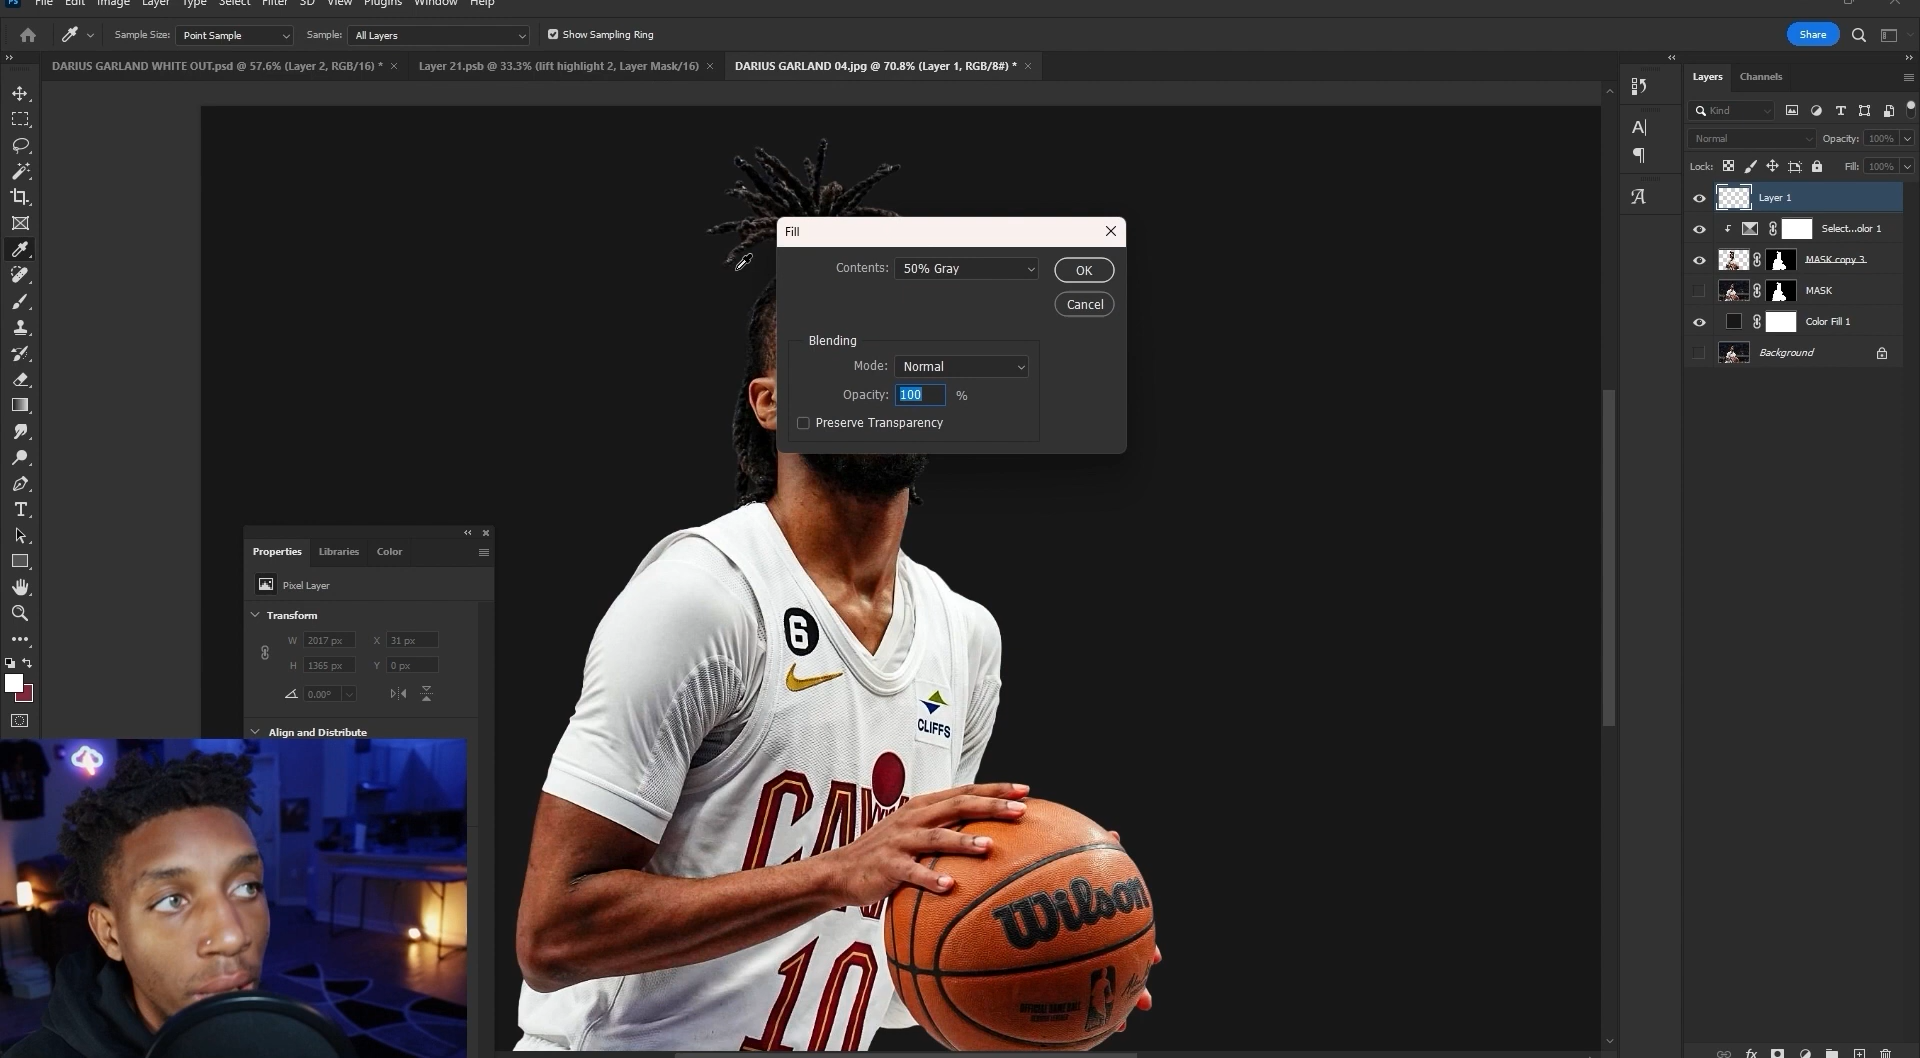 Ps File Edit Image Layer Type Select Filter 3D View Plugins Window Help
Sample Size: Point Sample Sample: All Layers Show Sampling Ring Share
DARIUS GARLAND WHITE OUT.psd @ 57.6% (Layer 2, RGB/16) * × Layer 21.psb @ 33.3% (lift highlight 2, Layer Mask/16) × DARIUS GARLAND 04.jpg @ 70.8% (Layer 1, RGB/8#) * ×
Layers Channels
Kind
Normal Opacity: 100%
Lock: Fill: 100%
Layer 1
Select...olor 1
MASK copy 3
MASK
Color Fill 1
Background
Fill
Contents: 50% Gray OK
Cancel
Blending
Mode: Normal
Opacity: 100 %
Preserve Transparency
Properties Libraries Color
Pixel Layer
Transform
W 2017 px X 31 px
H 1365 px Y 0 px
0.00°
Align and Distribute
6
CLIFFS
CAV
10
Wilson
OFFICIAL GAME BALL